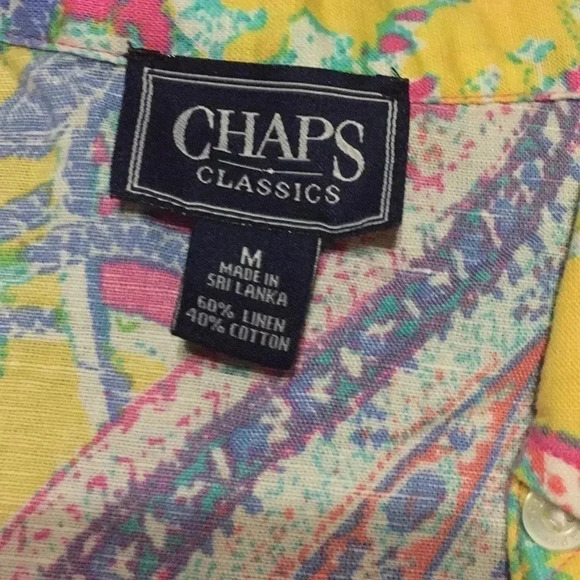 CHAPS
CLASSICS
M
MADE IN
SRI LANKA
60% LINEN
40% COTTON